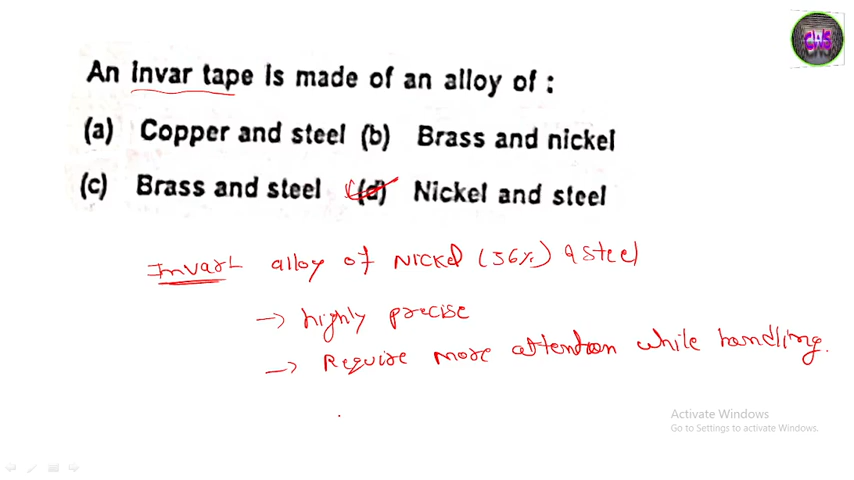 CWS
An invar tape is made of an alloy of :
(a) Copper and steel (b) Brass and nickel
(c) Brass and steel (d) Nickel and steel
Invar alloy of Nickel (36%) & steel
→ highly precise
→ Require more attention while handling.
Activate Windows
Go to Settings to activate Windows.